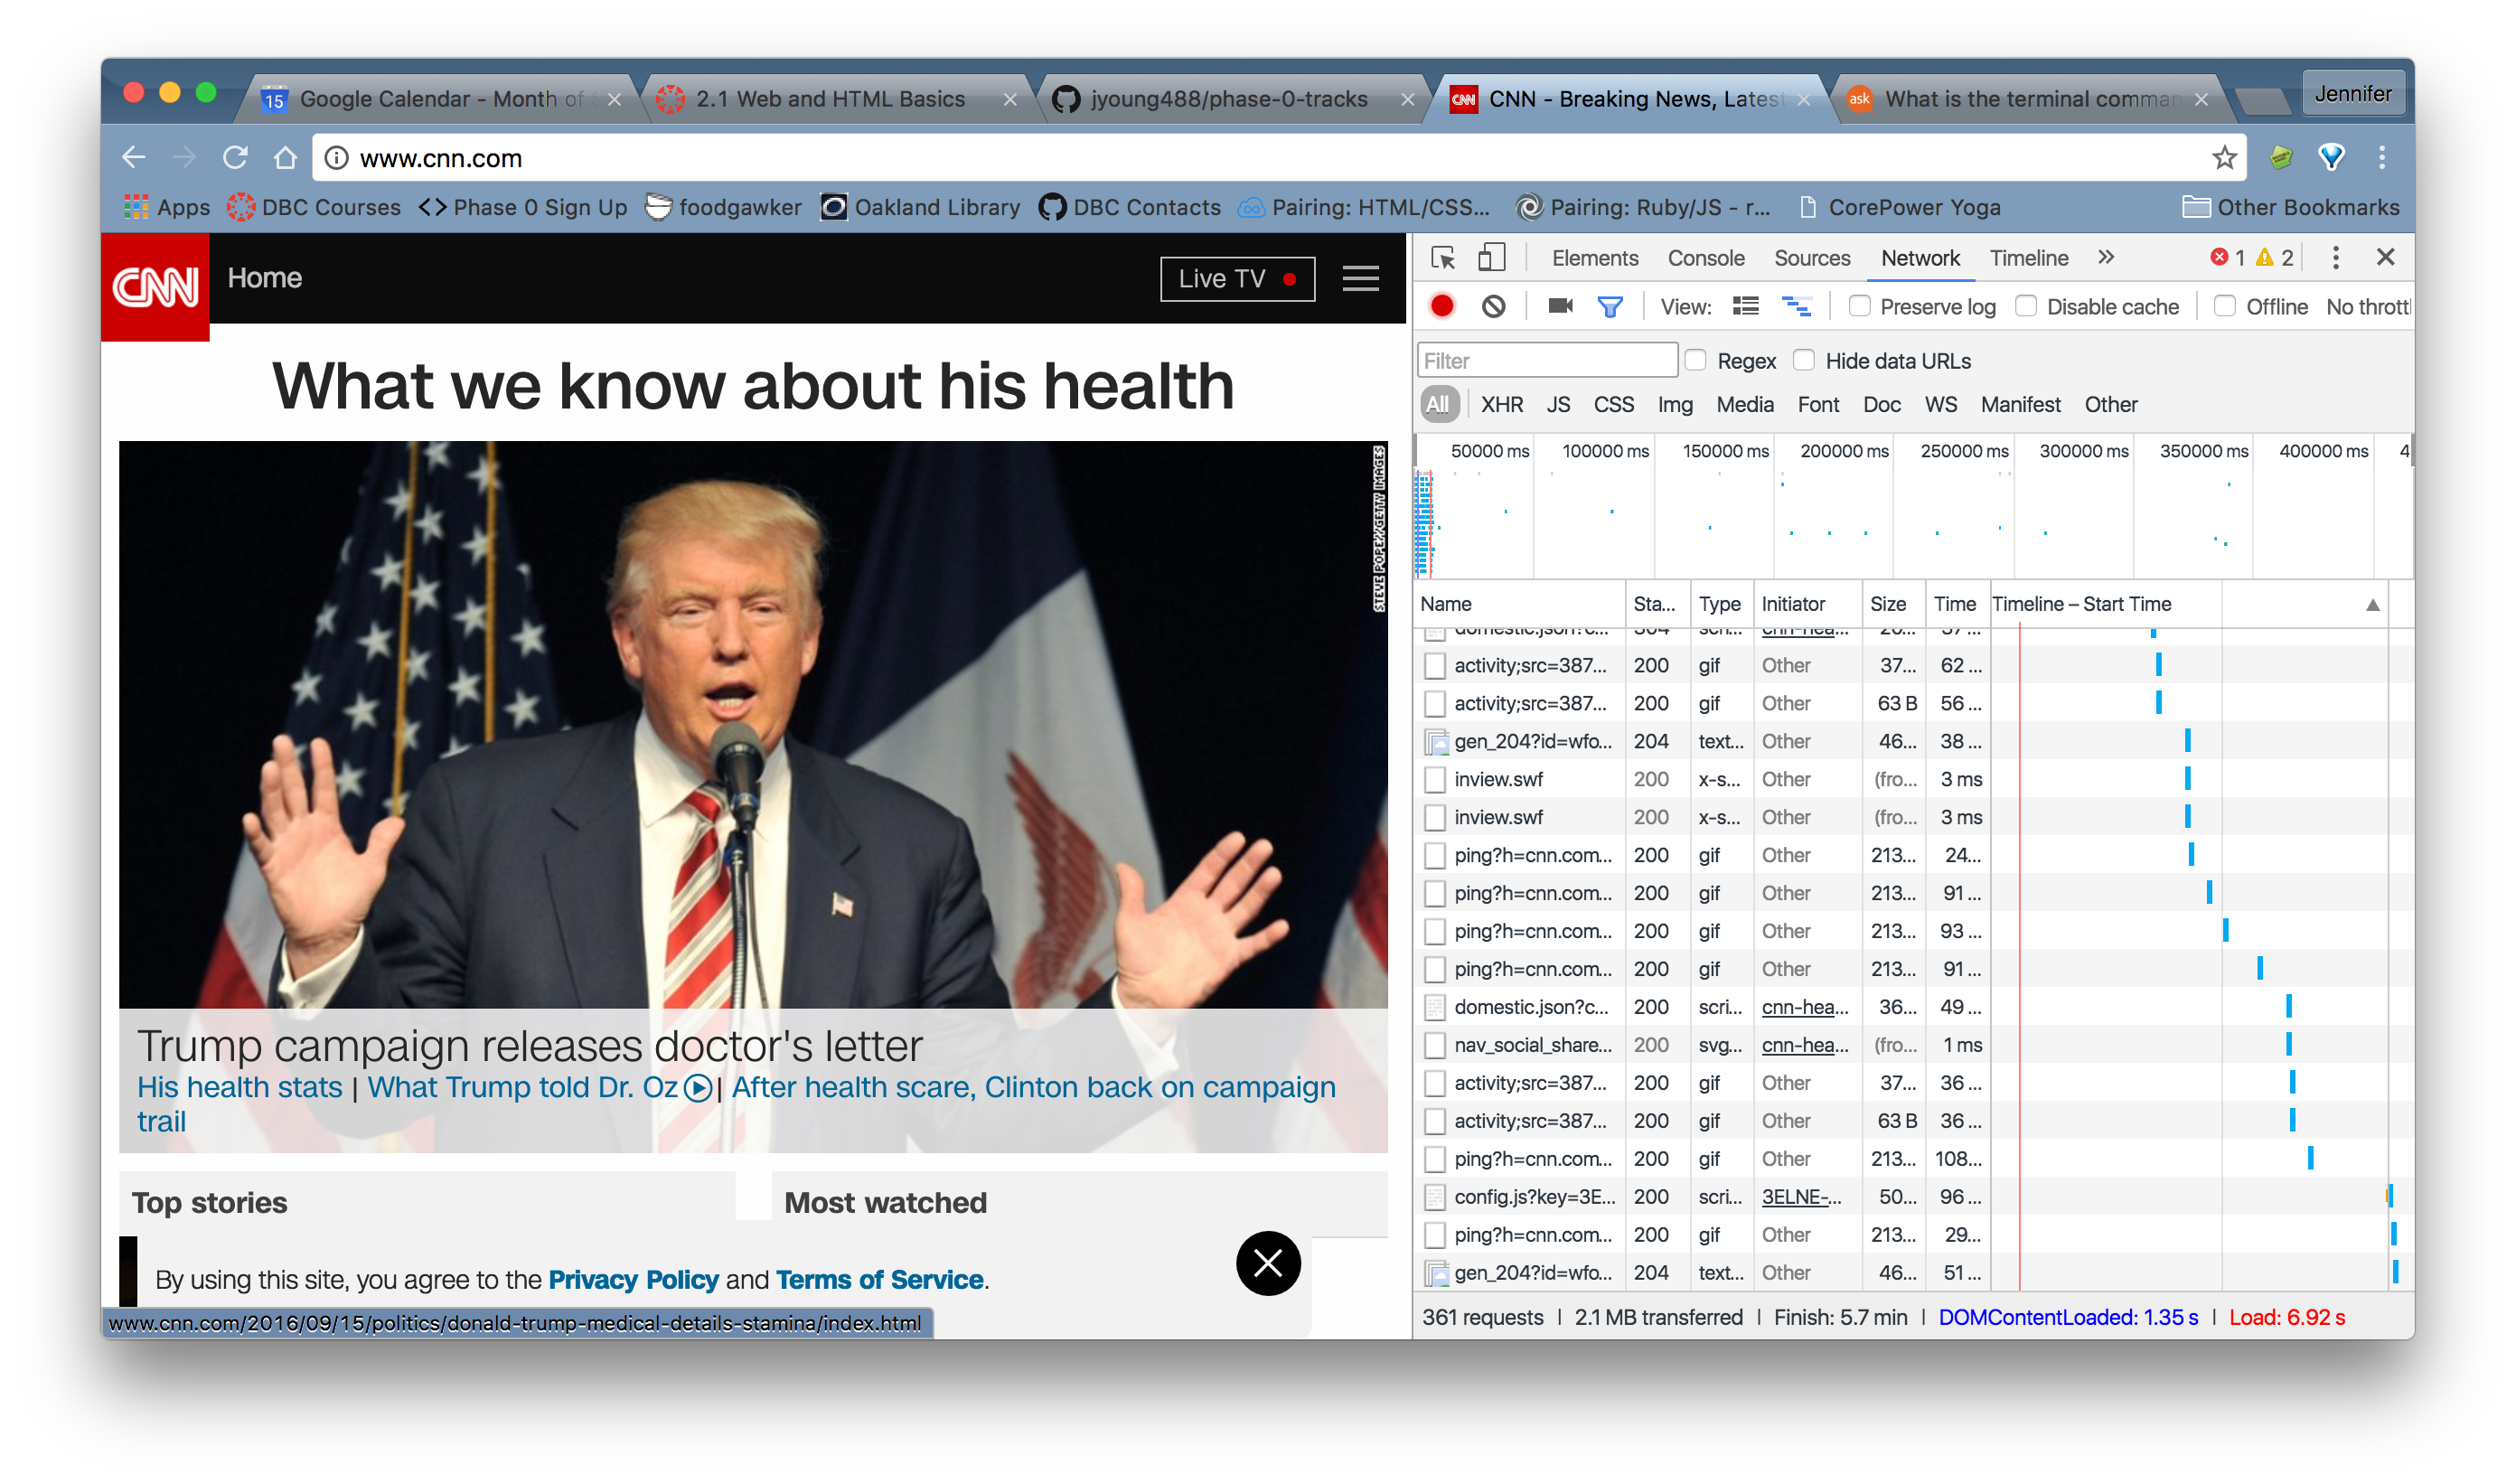 Google Calendar - Month of
2.1 Web and HTML Basics
jyoung488/phase-0-tracks
CNN
CNN - Breaking News, Latest
ask
What is the terminal comman
Jennifer
15
www.cnn.com
Apps
DBC Courses
Phase 0 Sign Up
foodgawker
Oakland Library
DBC Contacts
Pairing: HTML/CSS...
Pairing: Ruby/JS - r...
CorePower Yoga
Other Bookmarks
CNN
Home
Live TV
What we know about his health
STEVE POPE//GETTY IMAGES
Trump campaign releases doctor's letter
His health stats | What Trump told Dr. Oz | After health scare, Clinton back on campaign
trail
Top stories
Most watched
By using this site, you agree to the Privacy Policy and Terms of Service.
www.cnn.com/2016/09/15/politics/donald-trump-medical-details-stamina/index.html
Elements Console Sources Network Timeline » 1 2
View: Preserve log Disable cache Offline No thrott
Filter Regex Hide data URLs
All XHR JS CSS Img Media Font Doc WS Manifest Other
50000 ms 100000 ms 150000 ms 200000 ms 250000 ms 300000 ms 350000 ms 400000 ms 4
Name Sta... Type Initiator Size Time Timeline – Start Time
domestic.json?c... 304 scri... cnn-hea... 37 ...
activity;src=387... 200 gif Other 37... 62 ...
activity;src=387... 200 gif Other 63 B 56 ...
gen_204?id=wfo... 204 text... Other 46... 38 ...
inview.swf 200 x-s... Other (fro... 3 ms
inview.swf 200 x-s... Other (fro... 3 ms
ping?h=cnn.com... 200 gif Other 213... 24...
ping?h=cnn.com... 200 gif Other 213... 91 ...
ping?h=cnn.com... 200 gif Other 213... 93 ...
ping?h=cnn.com... 200 gif Other 213... 91 ...
domestic.json?c... 200 scri... cnn-hea... 36... 49 ...
nav_social_share... 200 svg... cnn-hea... (fro... 1 ms
activity;src=387... 200 gif Other 37... 36 ...
activity;src=387... 200 gif Other 63 B 36 ...
ping?h=cnn.com... 200 gif Other 213... 108...
config.js?key=3E... 200 scri... 3ELNE-... 50... 96 ...
ping?h=cnn.com... 200 gif Other 213... 29...
gen_204?id=wfo... 204 text... Other 46... 51 ...
361 requests | 2.1 MB transferred | Finish: 5.7 min | DOMContentLoaded: 1.35 s | Load: 6.92 s